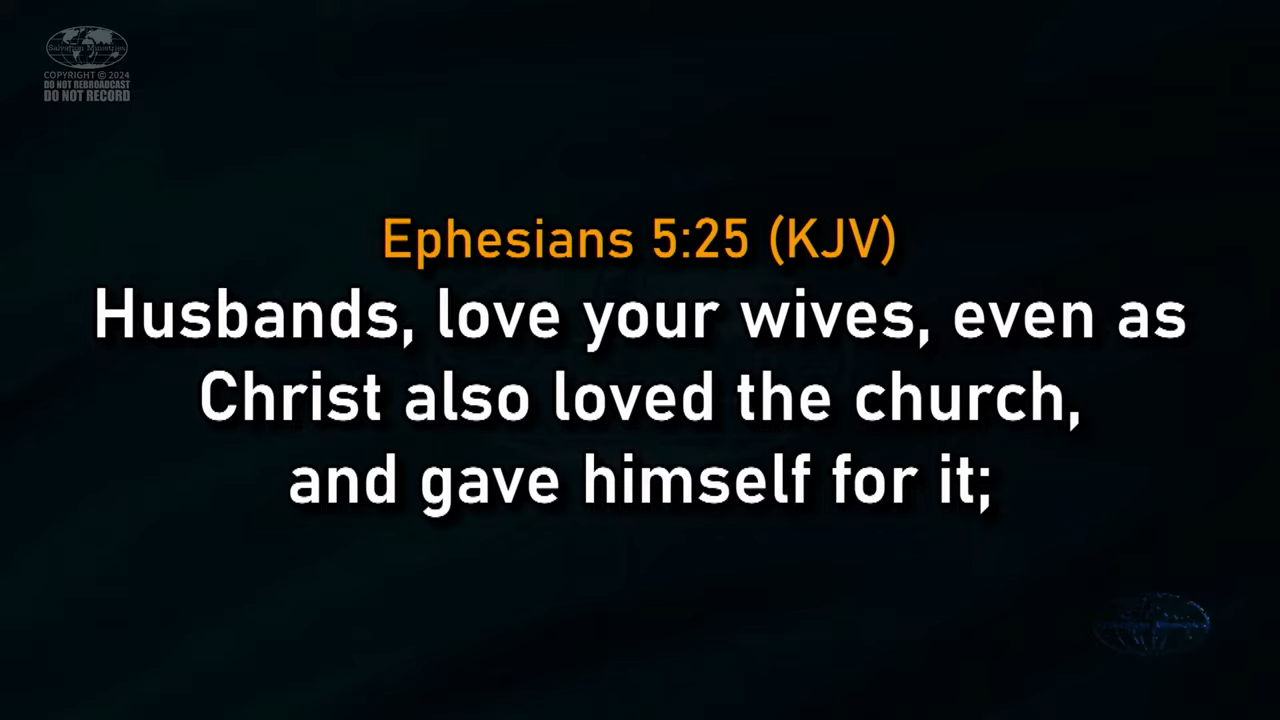 Salvation Ministries
COPYRIGHT © 2024
DO NOT REBROADCAST
DO NOT RECORD
Ephesians 5:25 (KJV)
Husbands, love your wives, even as
Christ also loved the church,
and gave himself for it;